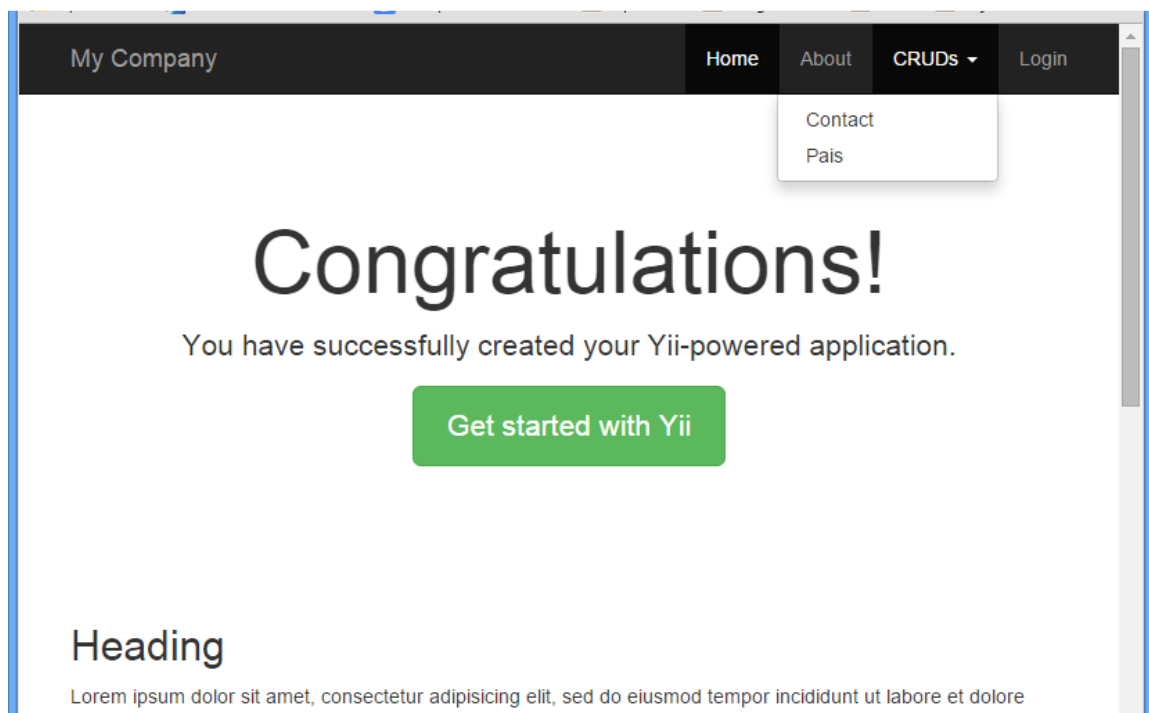 My Company Home About CRUDs Login
Contact
Pais
Congratulations!
You have successfully created your Yii-powered application.
Get started with Yii
Heading
Lorem ipsum dolor sit amet, consectetur adipisicing elit, sed do eiusmod tempor incididunt ut labore et dolore